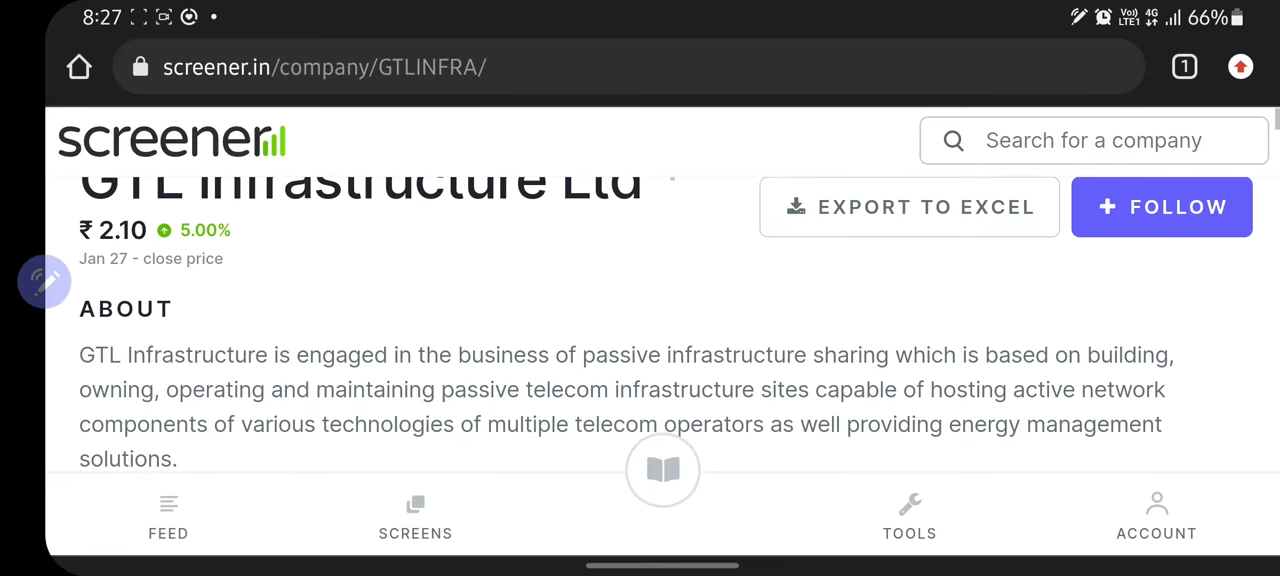 8:27
Vo) LTE1 4G 66%
screener.in/company/GTLINFRA/
1
screener
Search for a company
GTL Infrastructure Ltd
EXPORT TO EXCEL
+ FOLLOW
₹ 2.10 5.00%
Jan 27 - close price
ABOUT
GTL Infrastructure is engaged in the business of passive infrastructure sharing which is based on building,
owning, operating and maintaining passive telecom infrastructure sites capable of hosting active network
components of various technologies of multiple telecom operators as well providing energy management
solutions.
FEED
SCREENS
TOOLS
ACCOUNT